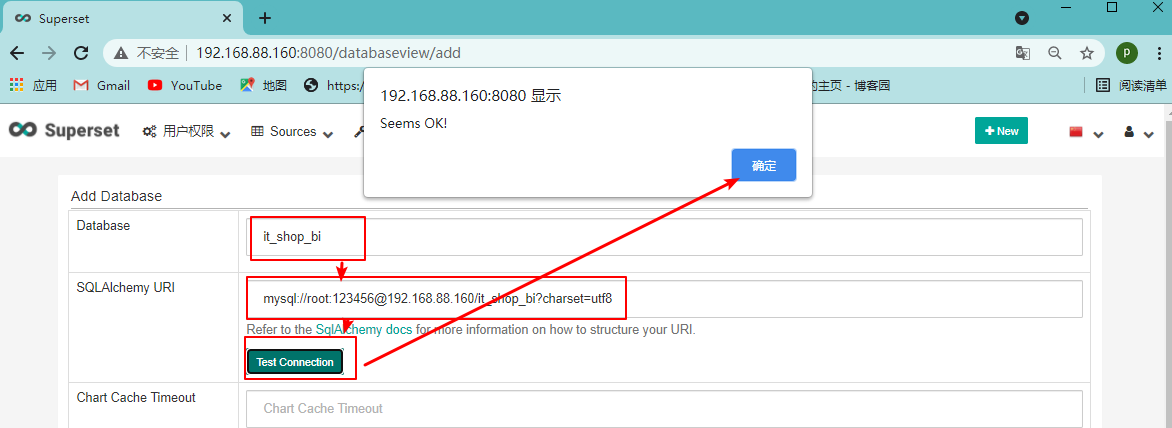 Superset
不安全 192.168.88.160:8080/databaseview/add p
应用 Gmail YouTube 地图 https:/ 的主页 - 博客园 阅读清单
192.168.88.160:8080 显示
Seems OK!
确定
Superset 用户权限 Sources New
Add Database
Database it_shop_bi
SQLAlchemy URI mysql://root:123456@192.168.88.160/it_shop_bi?charset=utf8
Refer to the SqlAlchemy docs for more information on how to structure your URI.
Test Connection
Chart Cache Timeout Chart Cache Timeout